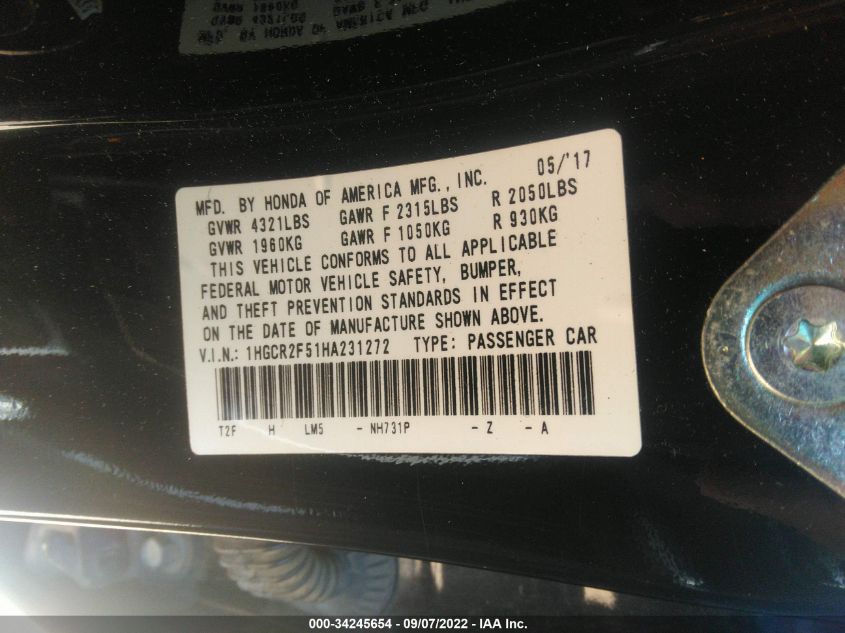 MFD. BY HONDA OF AMERICA MFG., INC. 05/'17
GVWR 4321LBS GAWR F 2315LBS R 2050LBS
GVWR 1960KG GAWR F 1050KG R 930KG
THIS VEHICLE CONFORMS TO ALL APPLICABLE
FEDERAL MOTOR VEHICLE SAFETY, BUMPER,
AND THEFT PREVENTION STANDARDS IN EFFECT
ON THE DATE OF MANUFACTURE SHOWN ABOVE.
V.I.N.: 1HGCR2F51HA231272 TYPE: PASSENGER CAR
T2F H LM5 - NH731P - Z - A
000-34245654 - 09/07/2022 - IAA Inc.